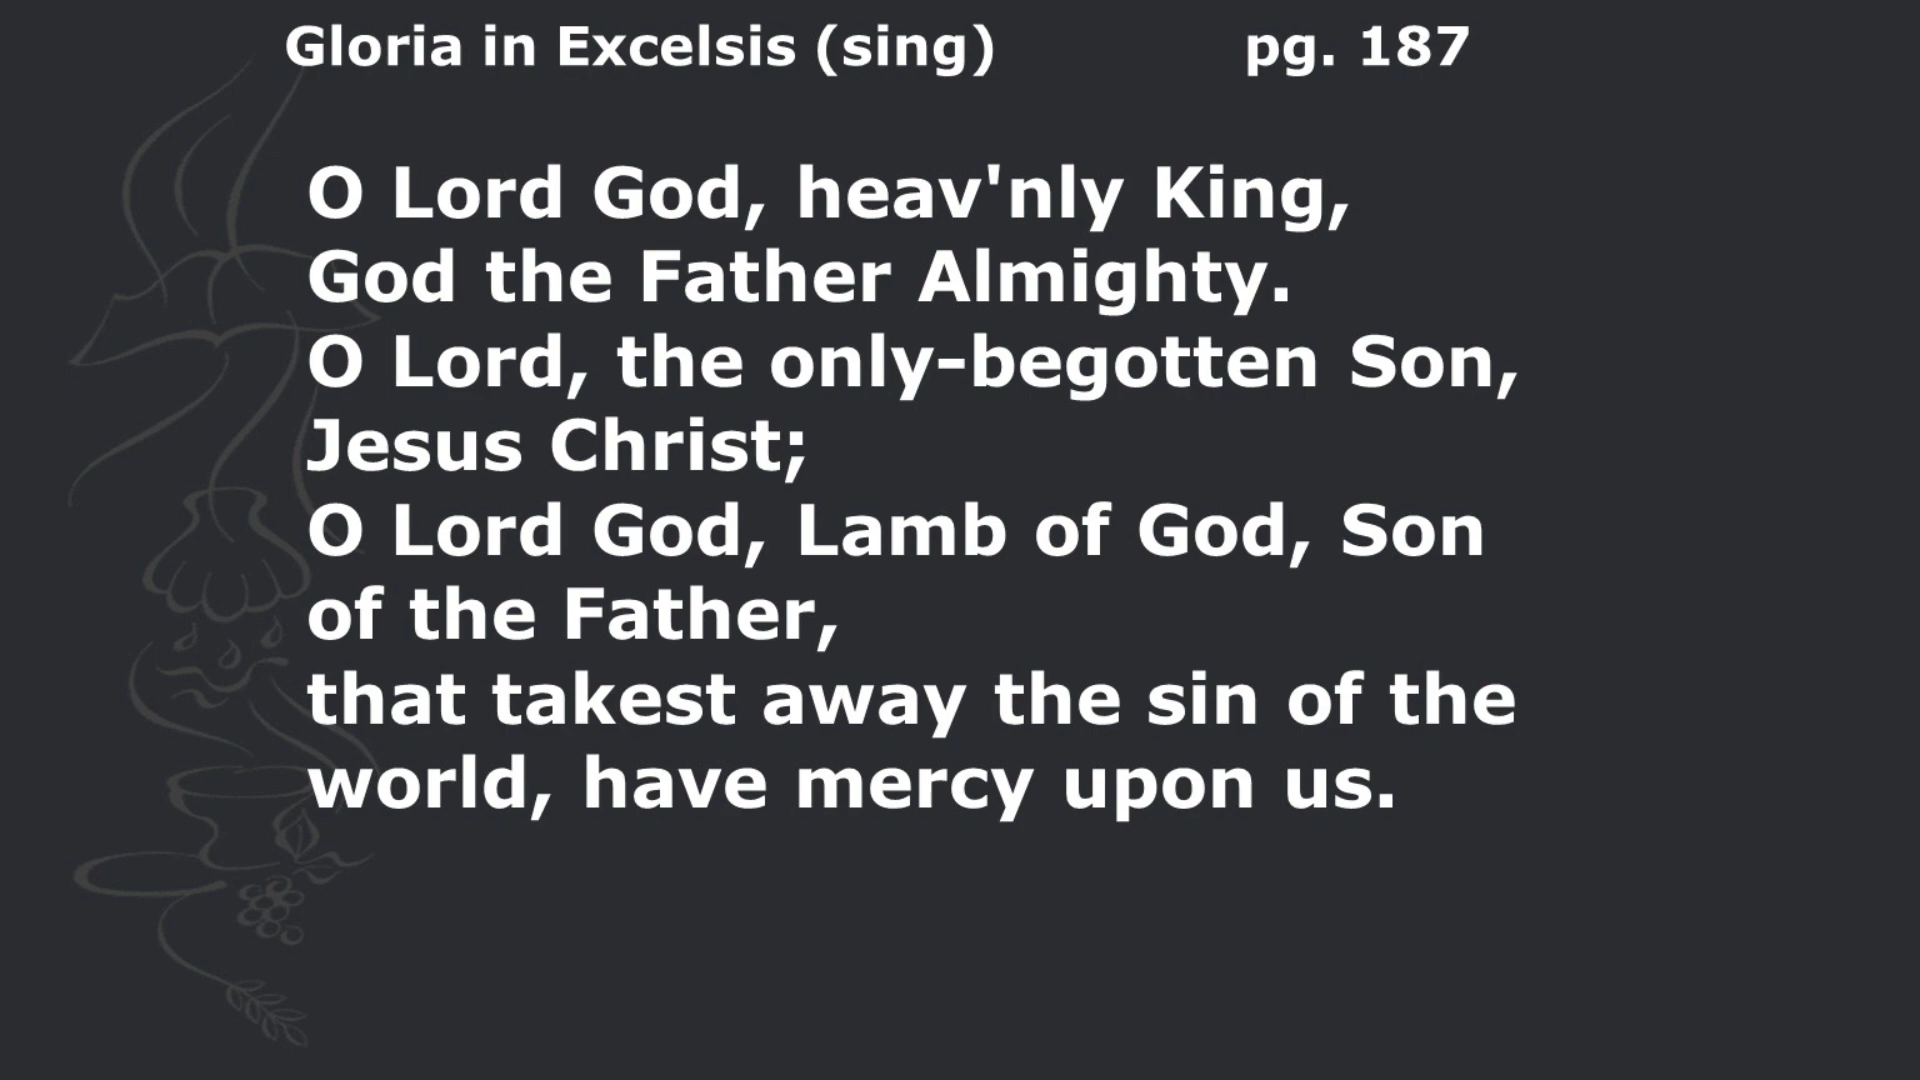 Gloria in Excelsis (sing) pg. 187
O Lord God, heav'nly King,
God the Father Almighty.
O Lord, the only-begotten Son,
Jesus Christ;
O Lord God, Lamb of God, Son
of the Father,
that takest away the sin of the
world, have mercy upon us.